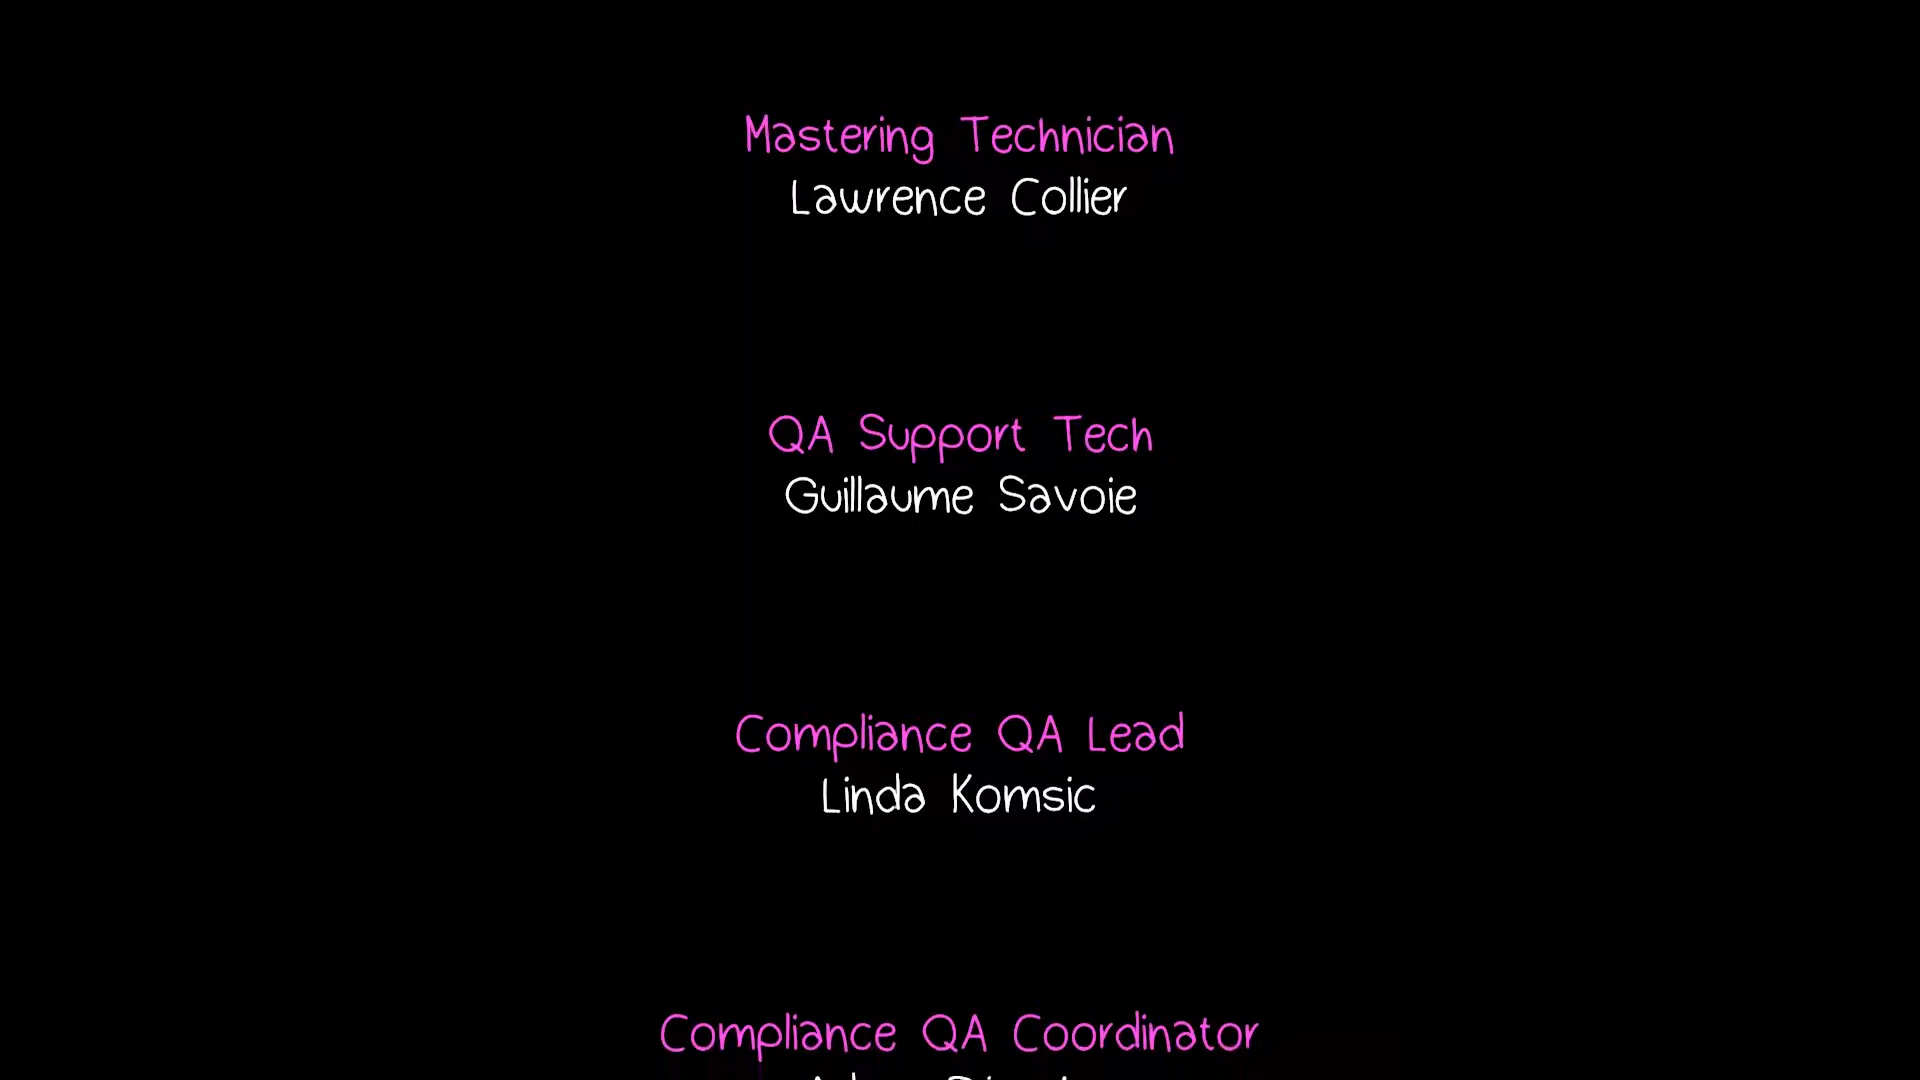 Mastering Technician
Lawrence Collier
QA Support Tech
Guillaume Savoie
Compliance QA Lead
Linda Komsic
Compliance QA Coordinator